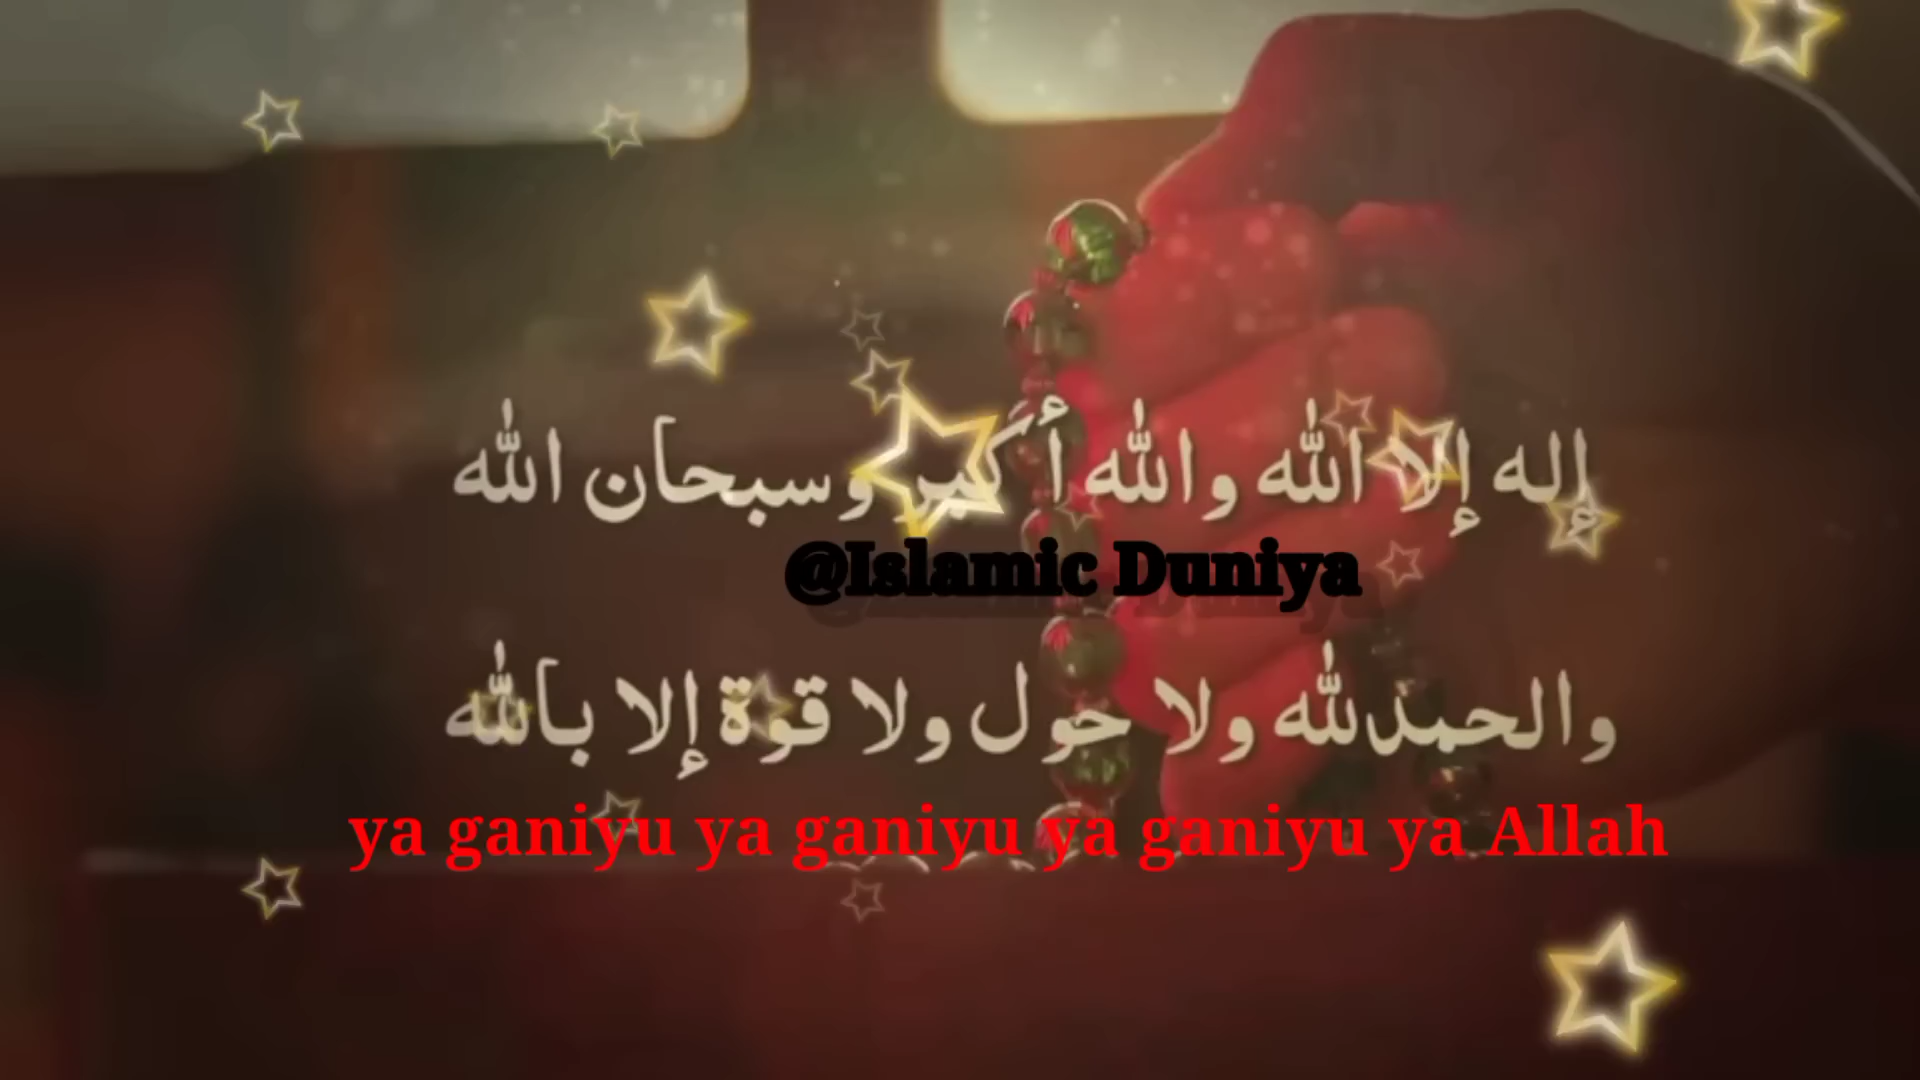 إله إلا الله والله أكبر وسبحان الله
@Islamic Duniya
والحمدلله ولا حول ولا قوة إلا بالله
ya ganiyu ya ganiyu ya ganiyu ya Allah